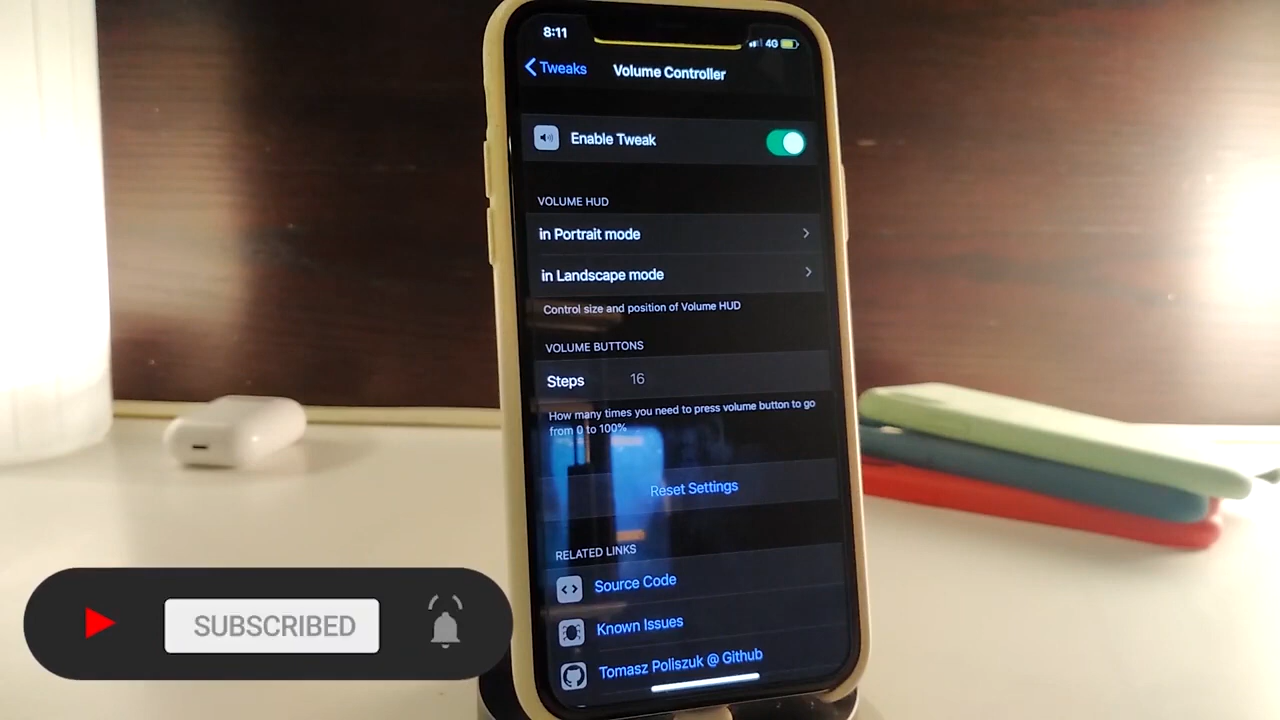 8:11
4G
Tweaks
Volume Controller
Enable Tweak
VOLUME HUD
in Portrait mode
in Landscape mode
Control size and position of Volume HUD
VOLUME BUTTONS
Steps 16
How many times you need to press volume button to go
from 0 to 100%
Reset Settings
RELATED LINKS
Source Code
Known Issues
Tomasz Poliszuk @ Github
SUBSCRIBED